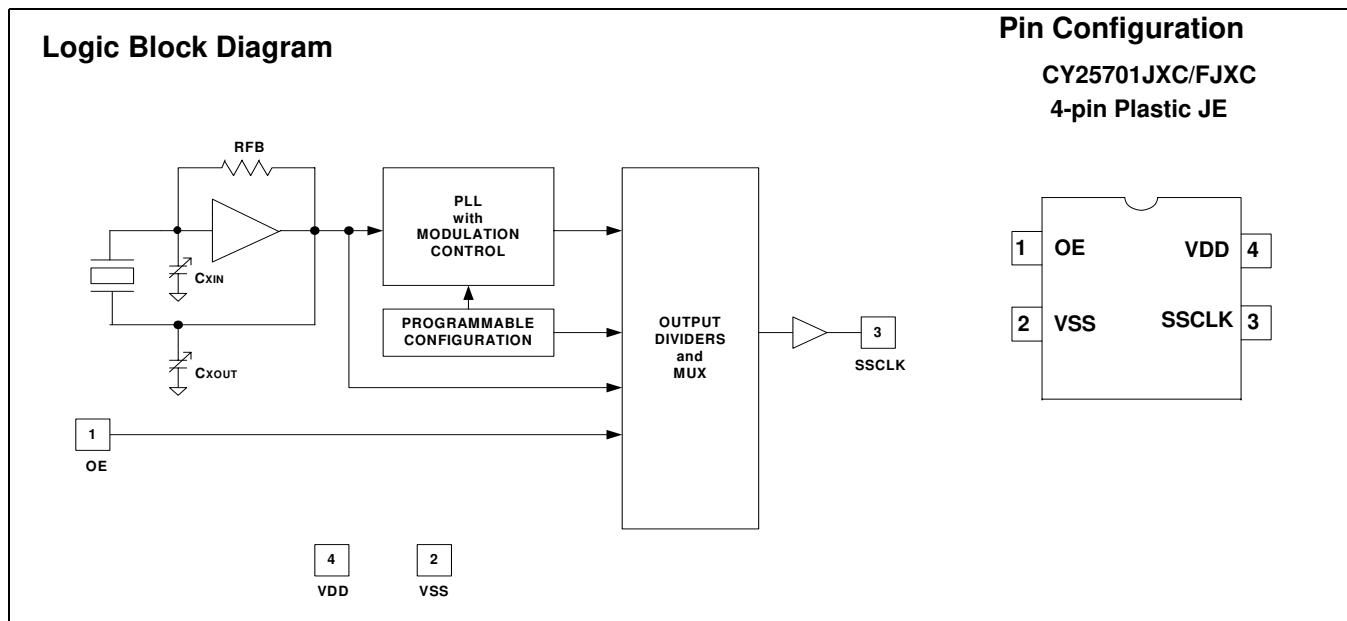 Logic Block Diagram
Pin Configuration
CY25701JXC/FJXC
4-pin Plastic JE
RFB
PLL
with
MODULATION
CONTROL
CXIN
PROGRAMMABLE
CONFIGURATION
OUTPUT
DIVIDERS
and
MUX
CXOUT
3
SSCLK
1
OE
4
VDD
2
VSS
1 OE VDD 4
2 VSS SSCLK 3